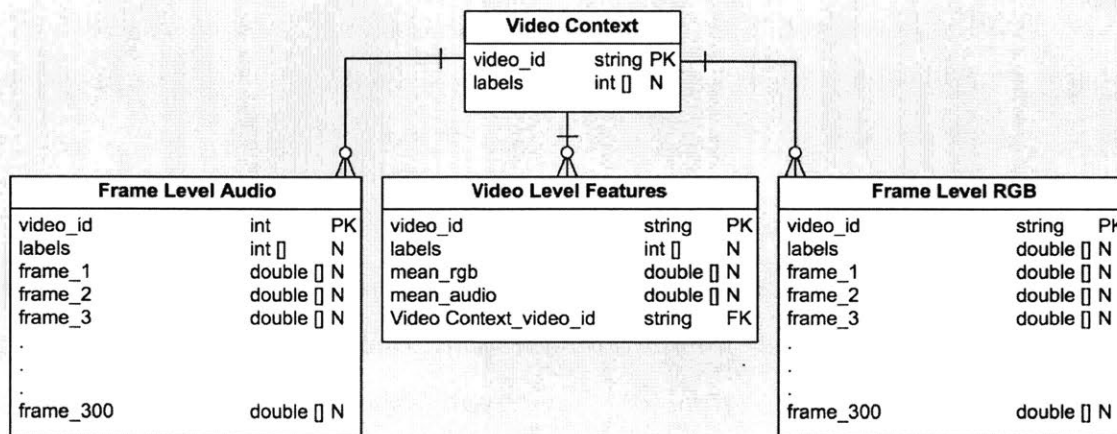 Video Context
video_id string PK
labels int [] N
Frame Level Audio
video_id int PK
labels int [] N
frame_1 double [] N
frame_2 double [] N
frame_3 double [] N
.
.
.
frame_300 double [] N
Video Level Features
video_id string PK
labels int [] N
mean_rgb double [] N
mean_audio double [] N
Video Context_video_id string FK
Frame Level RGB
video_id string PK
labels double [] N
frame_1 double [] N
frame_2 double [] N
frame_3 double [] N
.
.
.
frame_300 double [] N